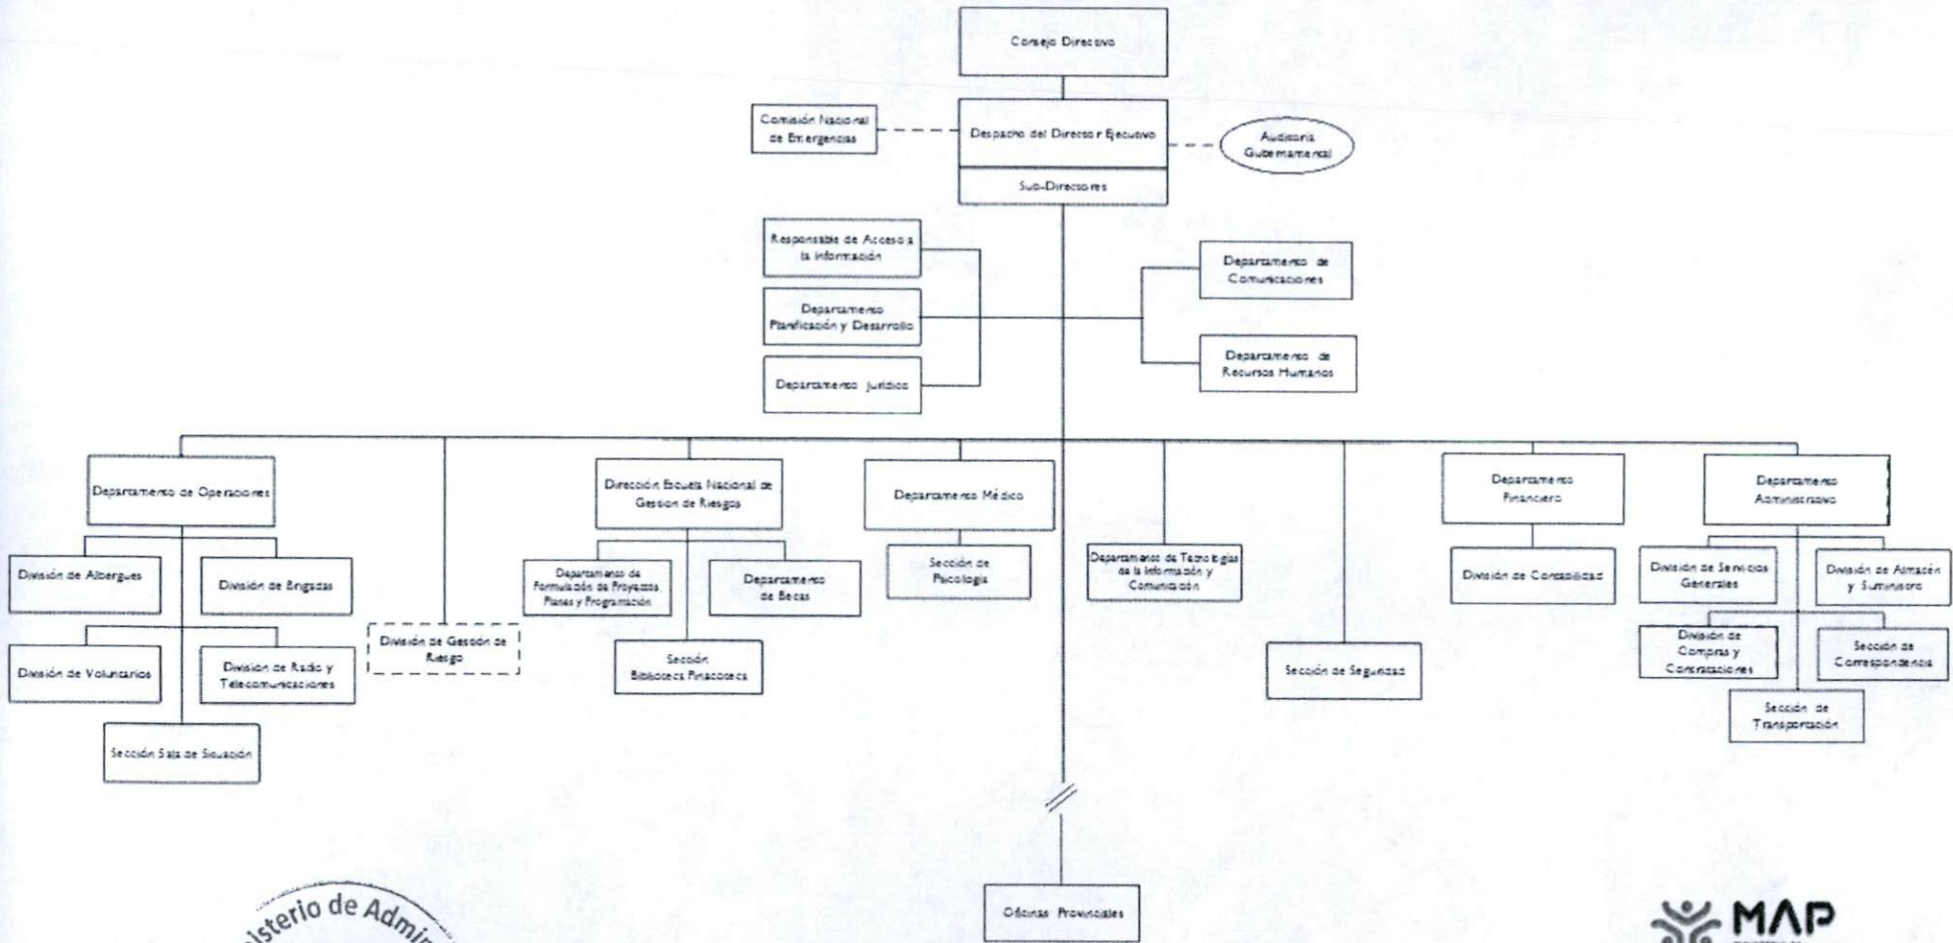 Consejo Directivo
Comisión Nacional
de Emergencias
Despacho del Director Ejecutivo
Auditoría
Gubernamental
Sub-Directores
Responsable de Acceso a
la Información
Departamento
Planificación y Desarrollo
Departamento Jurídico
Departamento de
Comunicaciones
Departamento de
Recursos Humanos
Departamento de Operaciones
División de Albergues
División de Brigadas
División de Voluntarios
División de Radio y
Telecomunicaciones
Sección Sala de Situación
División de Gestión de
Riesgo
Dirección Escuela Nacional de
Gestion de Riesgos
Departamento de
Formulación de Proyectos,
Planes y Programación
Departamento
de Becas
Sección
Biblioteca Pinacoteca
Departamento Médico
Sección de
Psicología
Departamento de Tecnologías
de la Información y
Comunicación
Sección de Seguridad
Departamento
Financiero
División de Contabilidad
Departamento
Administrativo
División de Servicios
Generales
División de Almacén
y Suministro
División de
Compras y
Contrataciones
Sección de
Correspondencia
Sección de
Transportación
Oficinas Provinciales
isterio de Admin
MAP